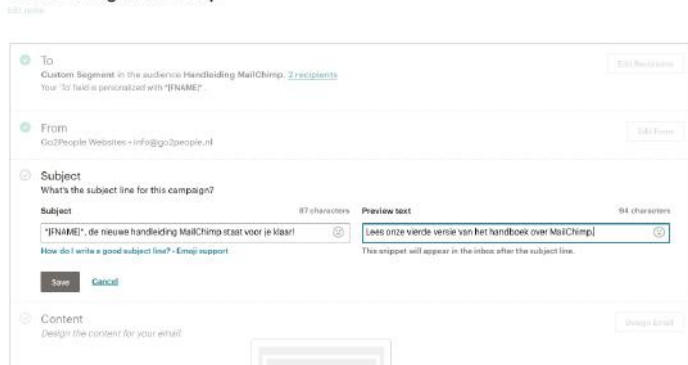 Edit name
To
Custom Segment in the audience Handleiding MailChimp. 2 recipients
Your 'To' field is personalized with *|FNAME|*.
Edit Recipients
From
Go2People Websites • info@go2people.nl
Edit From
Subject
What's the subject line for this campaign?
Subject 87 characters Preview text 94 characters
*|FNAME|*, de nieuwe handleiding MailChimp staat voor je klaar! Lees onze vierde versie van het handboek over MailChimp.
How do I write a good subject line? • Emoji support This snippet will appear in the inbox after the subject line.
Save Cancel
Content
Design the content for your email.
Design Email